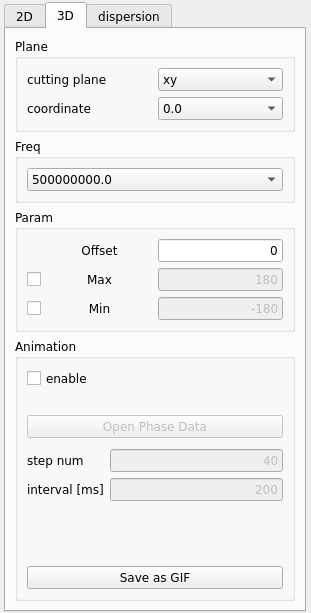 2D 3D dispersion
Plane
cutting plane xy
coordinate 0.0
Freq
500000000.0
Param
Offset 0
Max 180
Min -180
Animation
enable
Open Phase Data
step num 40
interval [ms] 200
Save as GIF